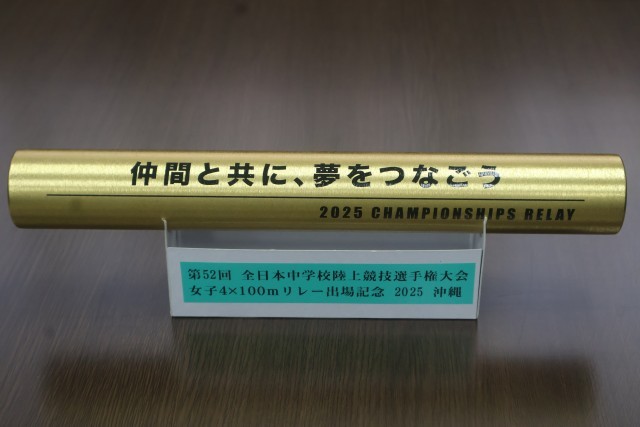 仲間と共に、夢をつなごう
2025 CHAMPIONSHIPS RELAY
第52回 全日本中学校陸上競技選手権大会
女子4×100mリレー出場記念 2025 沖縄